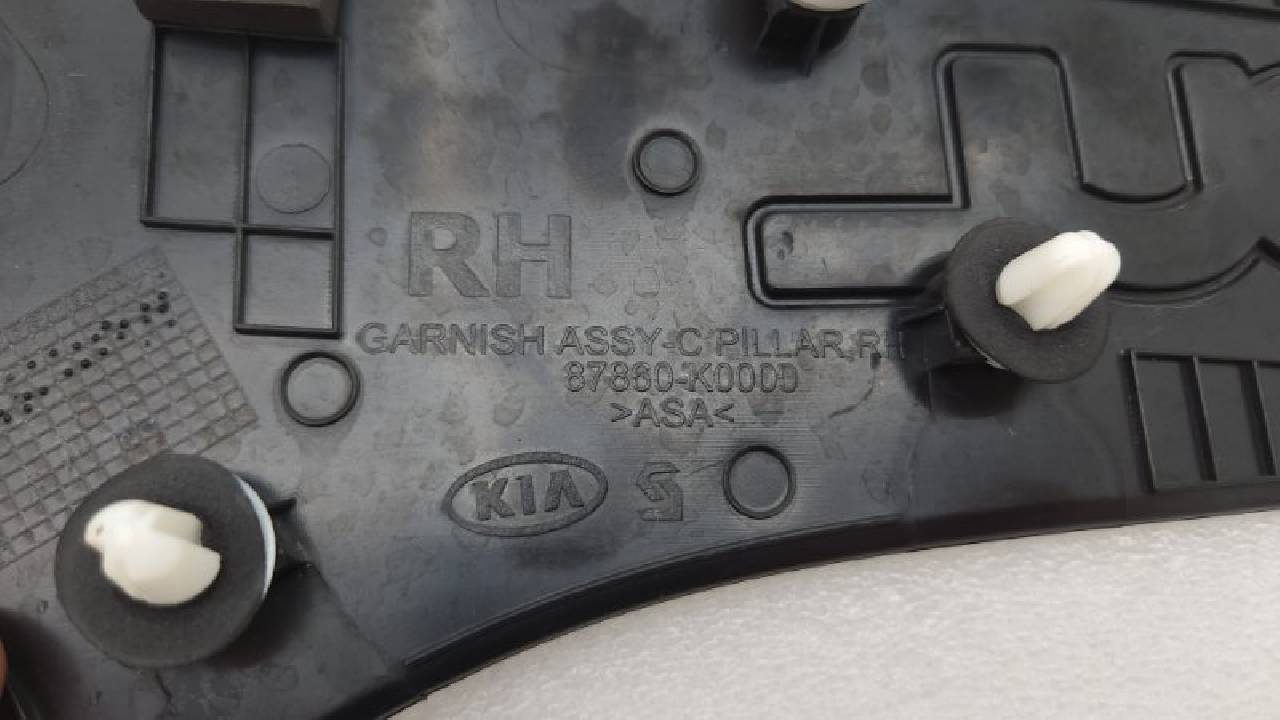 RH
GARNISH ASSY-C PILLAR,RH
87860-K0000
>ASA<
KIA